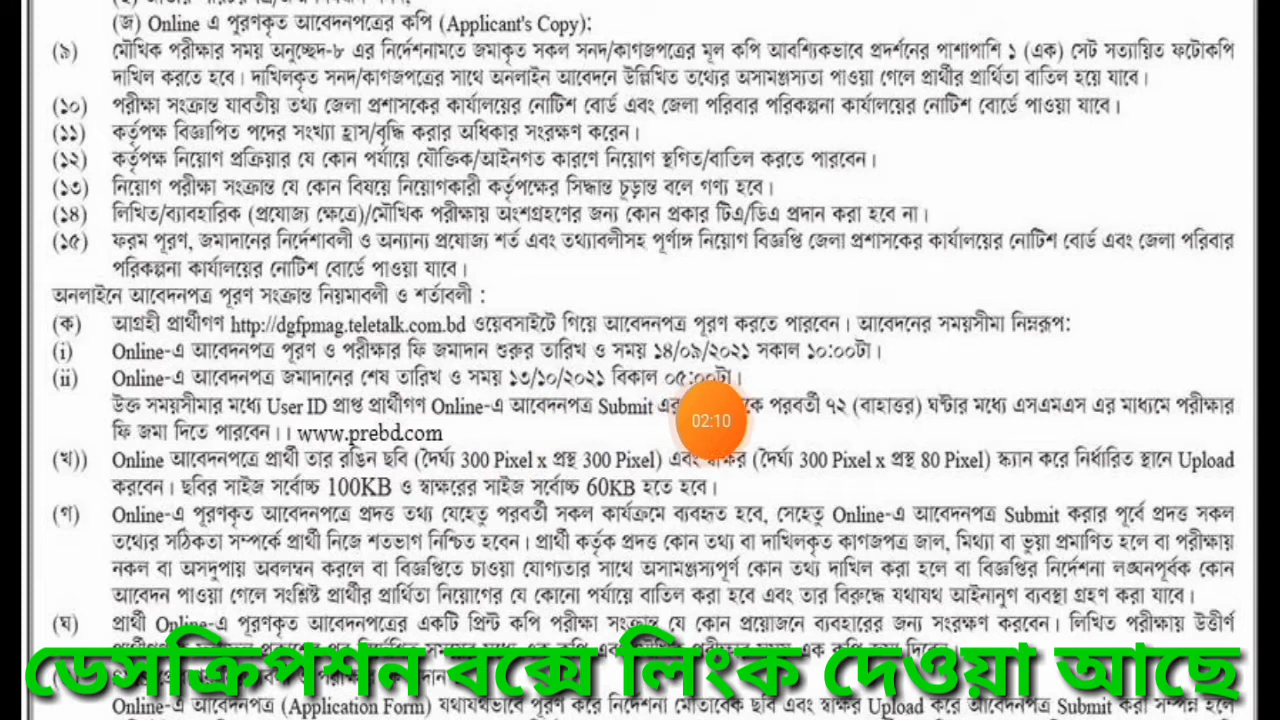 (জ) Online এ পূরণকৃত আবেদনপত্রের কপি (Applicant's Copy);
(৯) মৌখিক পরীক্ষার সময় অনুচ্ছেদ-৮ এর নির্দেশনামতে জমাকৃত সকল সনদ/কাগজপত্রের মূল কপি আবশ্যিকভাবে প্রদর্শনের পাশাপাশি ১ (এক) সেট সত্যায়িত ফটোকপি
দাখিল করতে হবে। দাখিলকৃত সনদ/কাগজপত্রের সাথে অনলাইন আবেদনে উল্লিখিত তথ্যের অসামঞ্জস্যতা পাওয়া গেলে প্রার্থীর প্রার্থিতা বাতিল হয়ে যাবে।
(১০) পরীক্ষা সংক্রান্ত যাবতীয় তথ্য জেলা প্রশাসকের কার্যালয়ের নোটিশ বোর্ড এবং জেলা পরিবার পরিকল্পনা কার্যালয়ের নোটিশ বোর্ডে পাওয়া যাবে।
(১১) কর্তৃপক্ষ বিজ্ঞাপিত পদের সংখ্যা হ্রাস/বৃদ্ধি করার অধিকার সংরক্ষণ করেন।
(১২) কর্তৃপক্ষ নিয়োগ প্রক্রিয়ার যে কোন পর্যায়ে যৌক্তিক/আইনগত কারণে নিয়োগ স্থগিত/বাতিল করতে পারবেন।
(১৩) নিয়োগ পরীক্ষা সংক্রান্ত যে কোন বিষয়ে নিয়োগকারী কর্তৃপক্ষের সিদ্ধান্ত চূড়ান্ত বলে গণ্য হবে।
(১৪) লিখিত/ব্যাবহারিক (প্রযোজ্য ক্ষেত্রে)/মৌখিক পরীক্ষায় অংশগ্রহণের জন্য কোন প্রকার টিএ/ডিএ প্রদান করা হবে না।
(১৫) ফরম পূরণ, জমাদানের নির্দেশাবলী ও অন্যান্য প্রযোজ্য শর্ত এবং তথ্যাবলীসহ পূর্ণাঙ্গ নিয়োগ বিজ্ঞপ্তি জেলা প্রশাসকের কার্যালয়ের নোটিশ বোর্ড এবং জেলা পরিবার
পরিকল্পনা কার্যালয়ের নোটিশ বোর্ডে পাওয়া যাবে।
অনলাইনে আবেদনপত্র পূরণ সংক্রান্ত নিয়মাবলী ও শর্তাবলী :
(ক) আগ্রহী প্রার্থীগণ http://dgfpmag.teletalk.com.bd ওয়েবসাইটে গিয়ে আবেদনপত্র পূরণ করতে পারবেন। আবেদনের সময়সীমা নিম্নরূপ:
(i) Online-এ আবেদনপত্র পূরণ ও পরীক্ষার ফি জমাদান শুরুর তারিখ ও সময় ১৪/০৯/২০২১ সকাল ১০:০০টা।
(ii) Online-এ আবেদনপত্র জমাদানের শেষ তারিখ ও সময় ১৩/১০/২০২১ বিকাল ০৫:০০টা।
উক্ত সময়সীমার মধ্যে User ID প্রাপ্ত প্রার্থীগণ Online-এ আবেদনপত্র Submit পরবর্তী ৭২ (বাহাত্তর) ঘন্টার মধ্যে এসএমএস এর মাধ্যমে পরীক্ষার
02:10
ফি জমা দিতে পারবেন।। www.prebd.com
(খ)) Online আবেদনপত্রে প্রার্থী তার রঙিন ছবি (দৈর্ঘ্য 300 Pixel x প্রস্থ 300 Pixel) এবং স্বাক্ষর (দৈর্ঘ্য 300 Pixel x প্রস্থ 80 Pixel) স্ক্যান করে নির্ধারিত স্থানে Upload
করবেন। ছবির সাইজ সর্বোচ্চ 100KB ও স্বাক্ষরের সাইজ সর্বোচ্চ 60KB হতে হবে।
(গ) Online-এ পূরণকৃত আবেদনপত্রে প্রদত্ত তথ্য যেহেতু পরবর্তী সকল কার্যক্রমে ব্যবহৃত হবে, সেহেতু Online-এ আবেদনপত্র Submit করার পূর্বে প্রদত্ত সকল
তথ্যের সঠিকতা সম্পর্কে প্রার্থী নিজে শতভাগ নিশ্চিত হবেন। প্রার্থী কর্তৃক প্রদত্ত কোন তথ্য বা দাখিলকৃত কাগজপত্র জাল, মিথ্যা বা ভুয়া প্রমাণিত হলে বা পরীক্ষায়
নকল বা অসদুপায় অবলম্বন করলে বা বিজ্ঞপ্তিতে চাওয়া যোগ্যতার সাথে অসামঞ্জস্যপূর্ণ কোন তথ্য দাখিল করা হলে বা বিজ্ঞপ্তির নির্দেশনা লঙ্ঘনপূর্বক কোন
আবেদন পাওয়া গেলে সংশ্লিষ্ট প্রার্থীর প্রার্থিতা নিয়োগের যে কোনো পর্যায়ে বাতিল করা হবে এবং তার বিরুদ্ধে যথাযথ আইনানুগ ব্যবস্থা গ্রহণ করা যাবে।
(ঘ) প্রার্থী Online-এ পূরণকৃত আবেদনপত্রের একটি প্রিন্ট কপি পরীক্ষা সংক্রান্ত যে কোন প্রয়োজনে ব্যবহারের জন্য সংরক্ষণ করবেন। লিখিত পরীক্ষায় উত্তীর্ণ
ডেসক্রিপশন বক্সে লিংক দেওয়া আছে
Online-এ আবেদনপত্র (Application Form) যথাযথভাবে পূরণ করে নির্দেশনা মোতাবেক ছবি এবং স্বাক্ষর Upload করে আবেদনপত্র Submit করা সম্পন্ন হলে